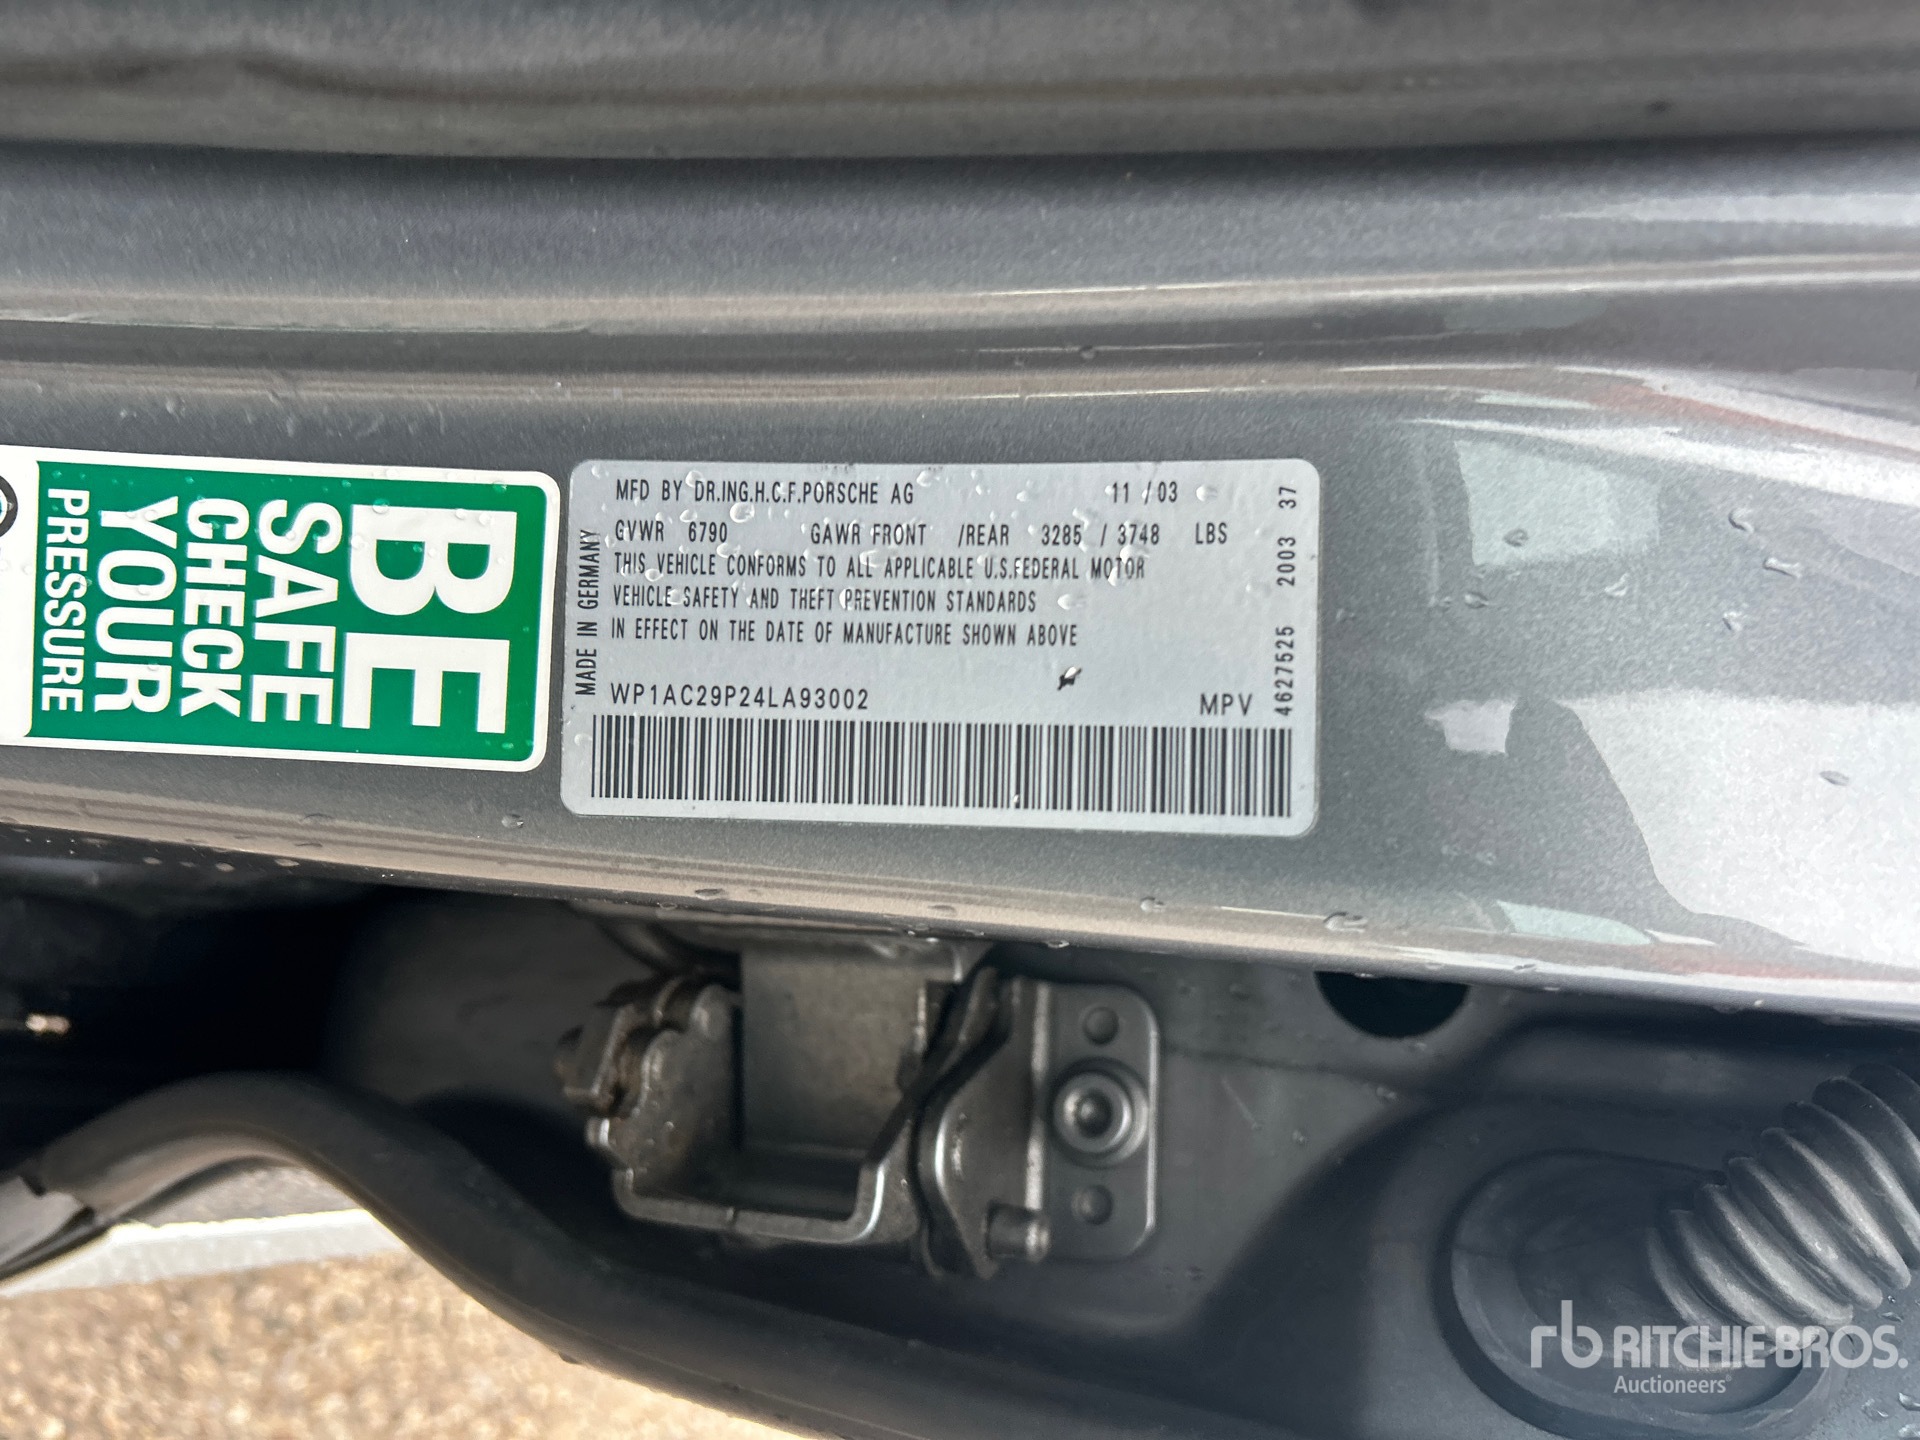 BE
SAFE
CHECK
YOUR
PRESSURE
MFD BY DR.ING.H.C.F.PORSCHE AG 11 /03
GVWR 6790 GAWR FRONT /REAR 3285 / 3748 LBS
THIS VEHICLE CONFORMS TO ALL APPLICABLE U.S.FEDERAL MOTOR
VEHICLE SAFETY AND THEFT PREVENTION STANDARDS
IN EFFECT ON THE DATE OF MANUFACTURE SHOWN ABOVE
WP1AC29P24LA93002 MPV
MADE IN GERMANY
4627525 2003 37
rb RITCHIE BROS.
Auctioneers